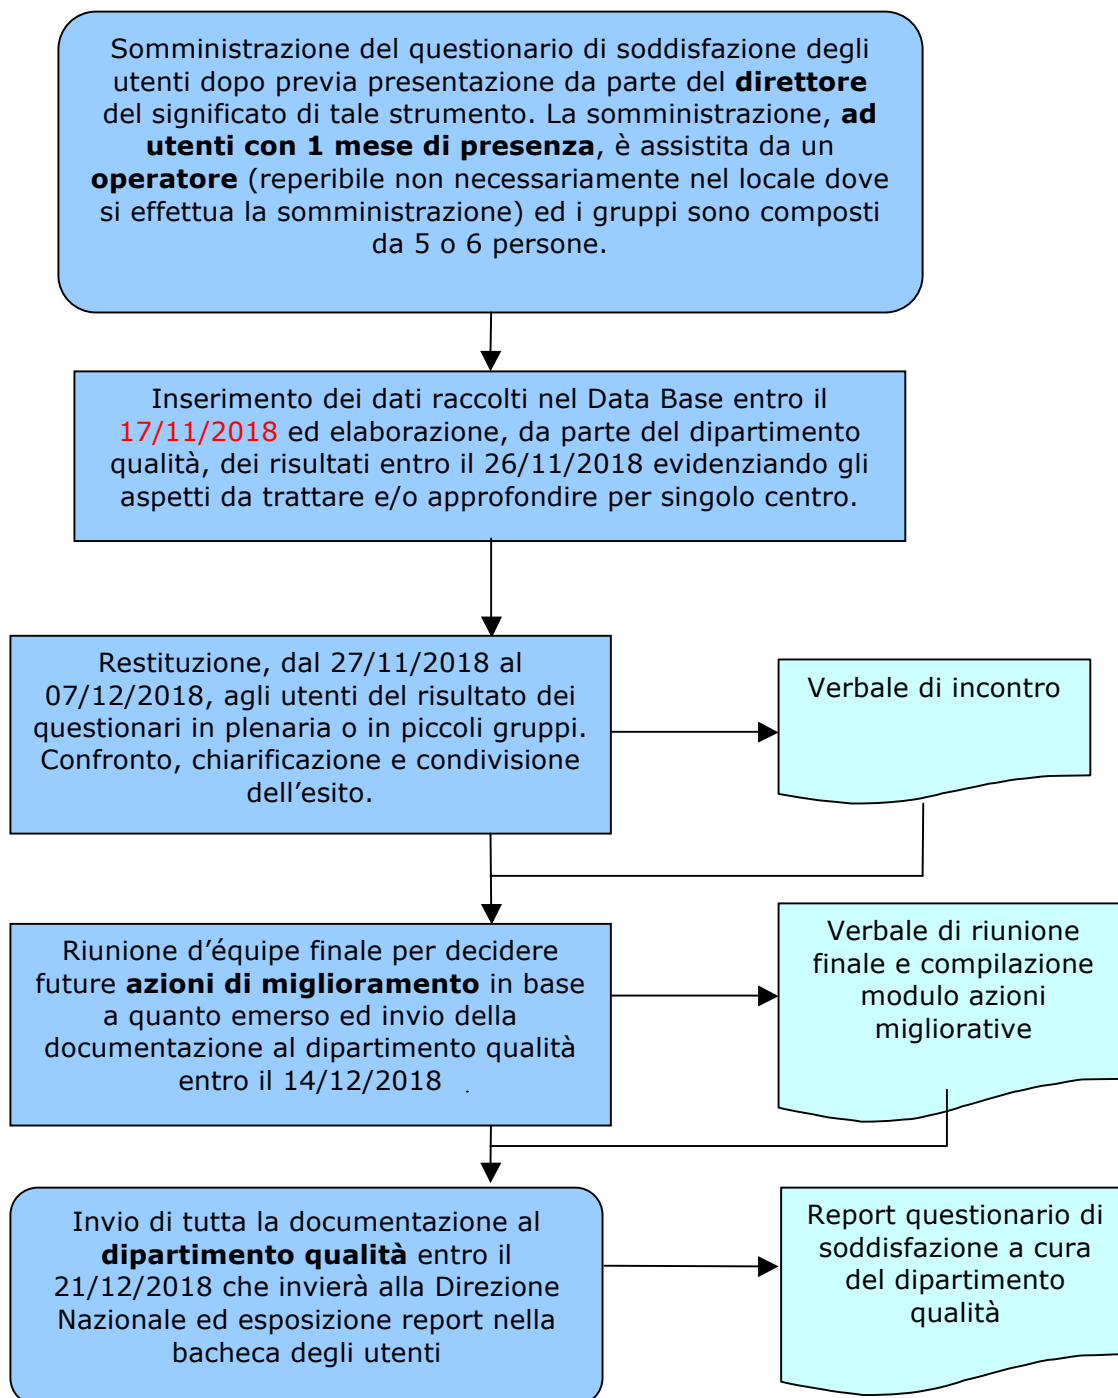 Somministrazione del questionario di soddisfazione degli
utenti dopo previa presentazione da parte del direttore
del significato di tale strumento. La somministrazione, ad
utenti con 1 mese di presenza, è assistita da un
operatore (reperibile non necessariamente nel locale dove
si effettua la somministrazione) ed i gruppi sono composti
da 5 o 6 persone.
Inserimento dei dati raccolti nel Data Base entro il
17/11/2018 ed elaborazione, da parte del dipartimento
qualità, dei risultati entro il 26/11/2018 evidenziando gli
aspetti da trattare e/o approfondire per singolo centro.
Restituzione, dal 27/11/2018 al
07/12/2018, agli utenti del risultato dei
questionari in plenaria o in piccoli gruppi.
Confronto, chiarificazione e condivisione
dell’esito.
Verbale di incontro
Riunione d’équipe finale per decidere
future azioni di miglioramento in base
a quanto emerso ed invio della
documentazione al dipartimento qualità
entro il 14/12/2018 .
Verbale di riunione
finale e compilazione
modulo azioni
migliorative
Invio di tutta la documentazione al
dipartimento qualità entro il
21/12/2018 che invierà alla Direzione
Nazionale ed esposizione report nella
bacheca degli utenti
Report questionario di
soddisfazione a cura
del dipartimento
qualità